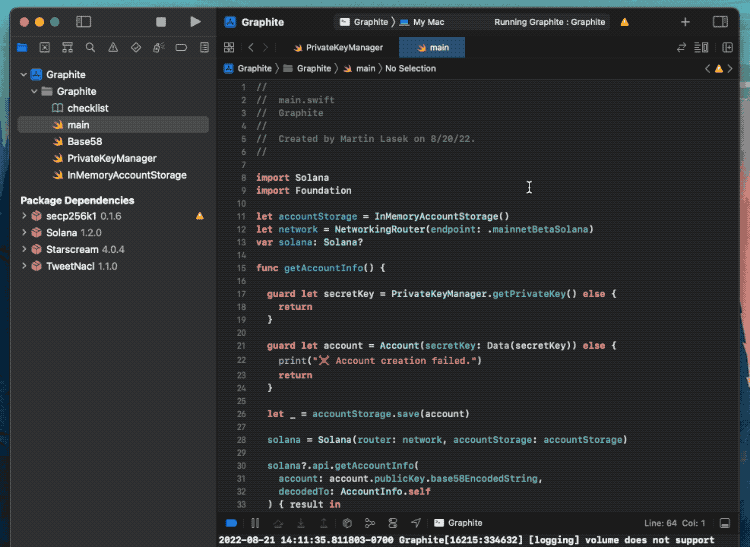 Graphite
Graphite
My Mac
Running Graphite : Graphite
PrivateKeyManager
main
Graphite
Graphite
main
No Selection
Graphite
Graphite
checklist
main
Base58
PrivateKeyManager
InMemoryAccountStorage
Package Dependencies
secp256k1 0.1.6
Solana 1.2.0
Starscream 4.0.4
TweetNacl 1.1.0
1 //
2 //  main.swift
3 //  Graphite
4 //
5 //  Created by Martin Lasek on 8/20/22.
6 //
7
8 import Solana
9 import Foundation
10
11 let accountStorage = InMemoryAccountStorage()
12 let network = NetworkingRouter(endpoint: .mainnetBetaSolana)
13 var solana: Solana?
14
15 func getAccountInfo() {
16
17   guard let secretKey = PrivateKeyManager.getPrivateKey() else {
18     return
19   }
20
21   guard let account = Account(secretKey: Data(secretKey)) else {
22     print("☠️ Account creation failed.")
23     return
24   }
25
26   let _ = accountStorage.save(account)
27
28   solana = Solana(router: network, accountStorage: accountStorage)
29
30   solana?.api.getAccountInfo(
31     account: account.publicKey.base58EncodedString,
32     decodedTo: AccountInfo.self
33   ) { result in
Graphite
Line: 64 Col: 1
2022-08-21 14:11:35.811803-0700 Graphite[16215:334632] [logging] volume does not support